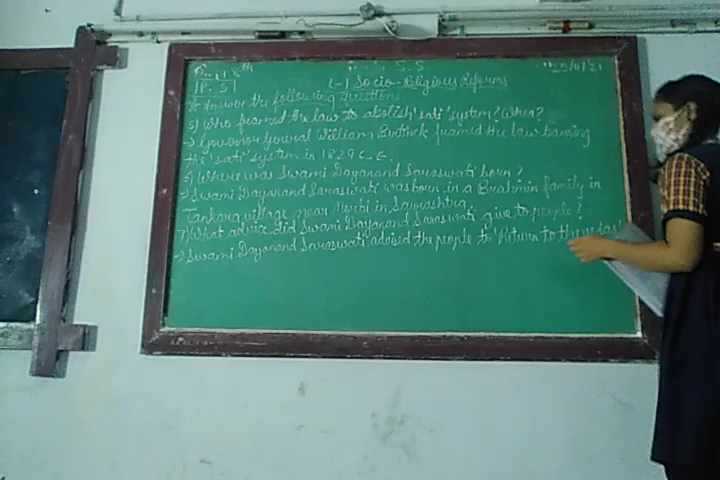 S.S
L-1 Socio-Religious Reforms
P. 51
Answer the following questions
5) Who framed the law to abolish 'sati' system? When?
→ Governor General William Bentinck framed the law banning
the 'sati' system in 1829 C.E.
6) Where was Swami Dayanand Saraswati born?
→ Swami Dayanand Saraswati was born in a Brahmin family in
Tankara village near Morbi in Saurashtra.
7) What advice did Swami Dayanand Saraswati give to people?
→ Swami Dayanand Saraswati advised the people to 'Return to the vedas'